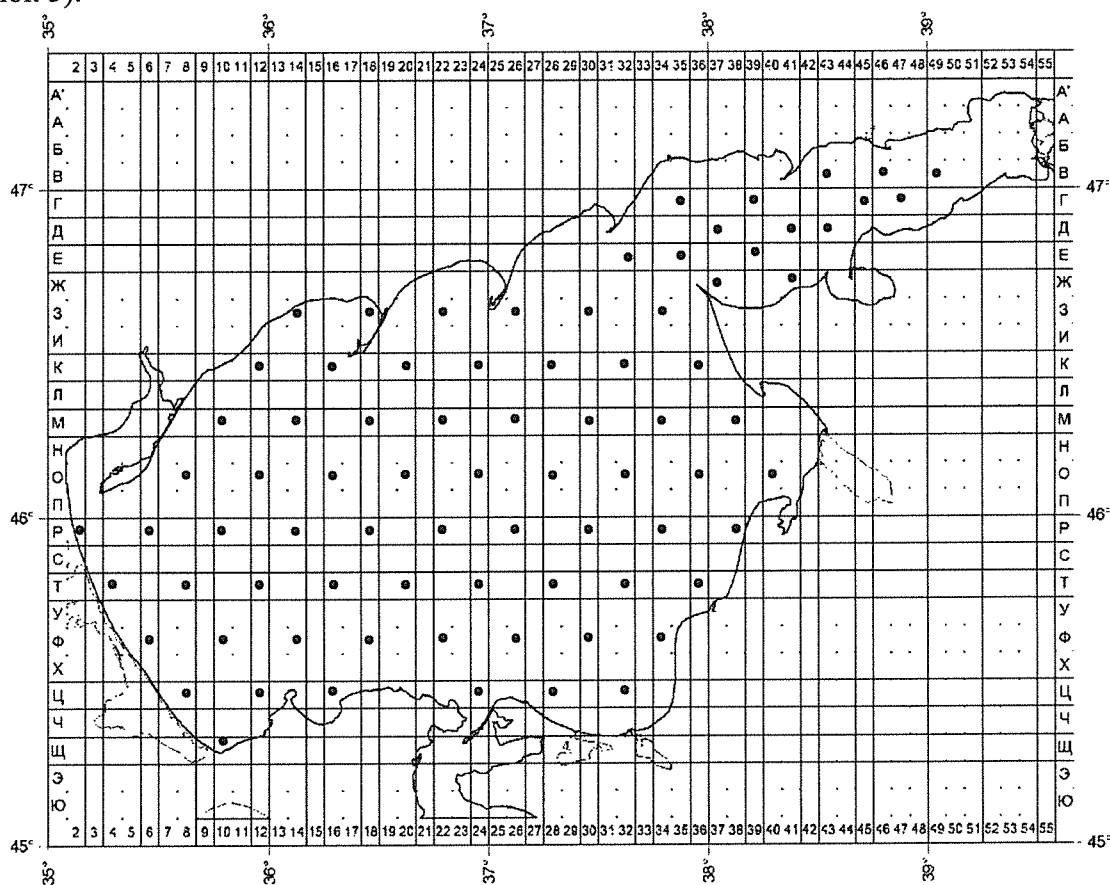 35° 36° 37° 38° 39°
2 3 4 5 6 7 8 9 10 11 12 13 14 15 16 17 18 19 20 21 22 23 24 25 26 27 28 29 30 31 32 33 34 35 36 37 38 39 40 41 42 43 44 45 46 47 48 49 50 51 52 53 54 55
А' А'
А А
Б Б
В В
47° 47°
Г Г
Д Д
Е Е
Ж Ж
З З
И И
К К
Л Л
М М
Н Н
О О
П П
46° 46°
Р Р
С С
Т Т
У У
Ф Ф
Х Х
Ц Ц
Ч Ч
Щ Щ
Э Э
Ю Ю
2 3 4 5 6 7 8 9 10 11 12 13 14 15 16 17 18 19 20 21 22 23 24 25 26 27 28 29 30 31 32 33 34 35 36 37 38 39 40 41 42 43 44 45 46 47 48 49 50 51 52 53 54 55
45° 45°
35° 36° 37° 38° 39°